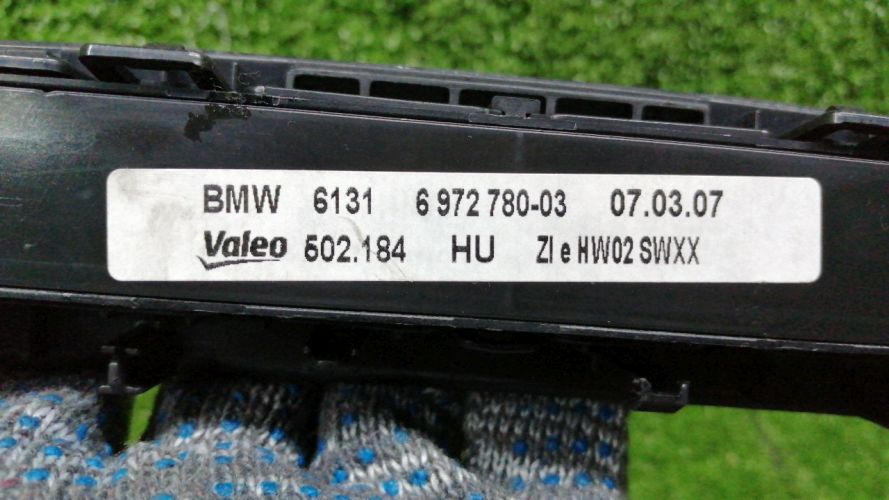 BMW 6131 6 972 780-03 07.03.07
Valeo 502.184 HU ZI e HW02 SWXX